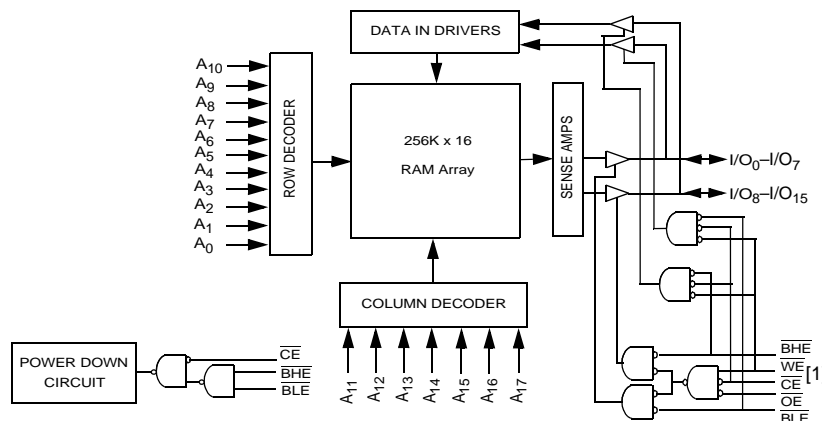 DATA IN DRIVERS
A10
A9
A8
A7
A6
A5
A4
A3
A2
A1
A0
ROW DECODER
256K x 16
RAM Array
SENSE AMPS
I/O0–I/O7
I/O8–I/O15
COLUMN DECODER
A11
A12
A13
A14
A15
A16
A17
POWER DOWN
CIRCUIT
CE
BHE
BLE
BHE
WE
CE [1
OE
BLE